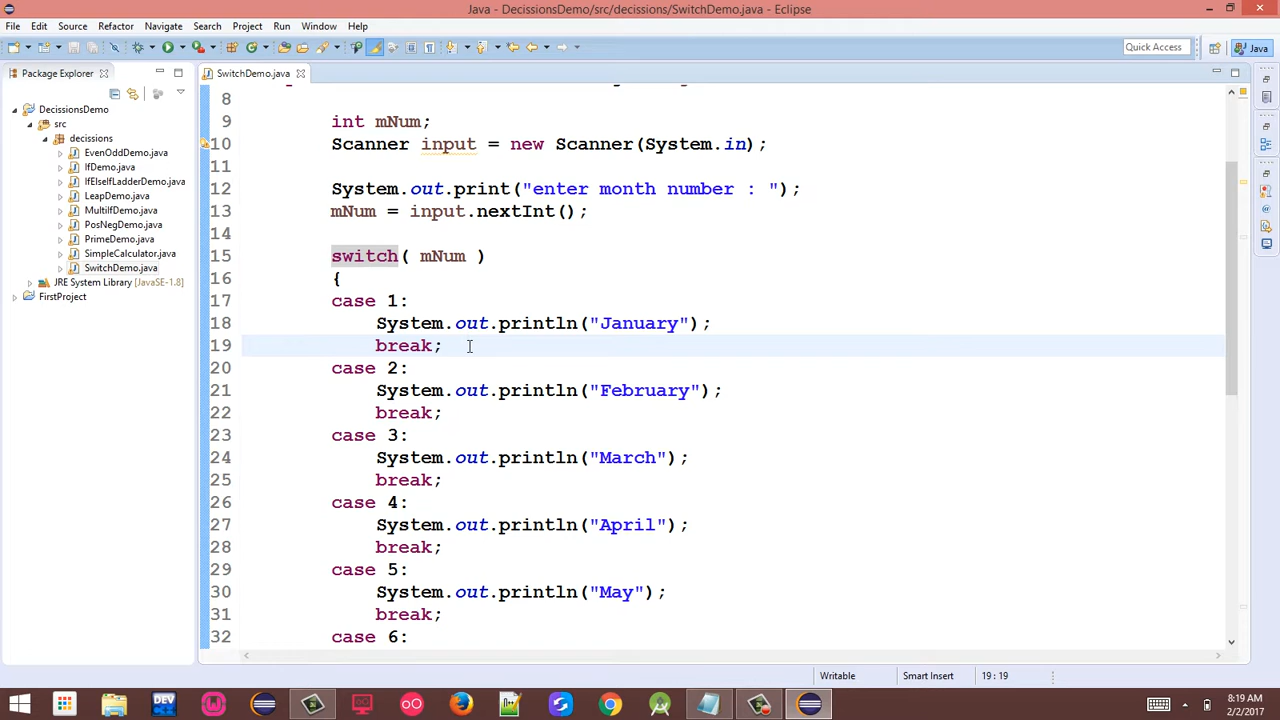 Java - DecissionsDemo/src/decissions/SwitchDemo.java - Eclipse
File Edit Source Refactor Navigate Search Project Run Window Help
Quick Access
Java
Package Explorer
SwitchDemo.java
DecissionsDemo
src
decissions
EvenOddDemo.java
IfDemo.java
IfElseIfLadderDemo.java
LeapDemo.java
MultiIfDemo.java
PosNegDemo.java
PrimeDemo.java
SimpleCalculator.java
SwitchDemo.java
JRE System Library [JavaSE-1.8]
FirstProject
8
9 int mNum;
10 Scanner input = new Scanner(System.in);
11
12 System.out.print("enter month number : ");
13 mNum = input.nextInt();
14
15 switch( mNum )
16 {
17 case 1:
18 System.out.println("January");
19 break;
20 case 2:
21 System.out.println("February");
22 break;
23 case 3:
24 System.out.println("March");
25 break;
26 case 4:
27 System.out.println("April");
28 break;
29 case 5:
30 System.out.println("May");
31 break;
32 case 6:
Writable Smart Insert 19 : 19
DEV
8:19 AM
2/2/2017